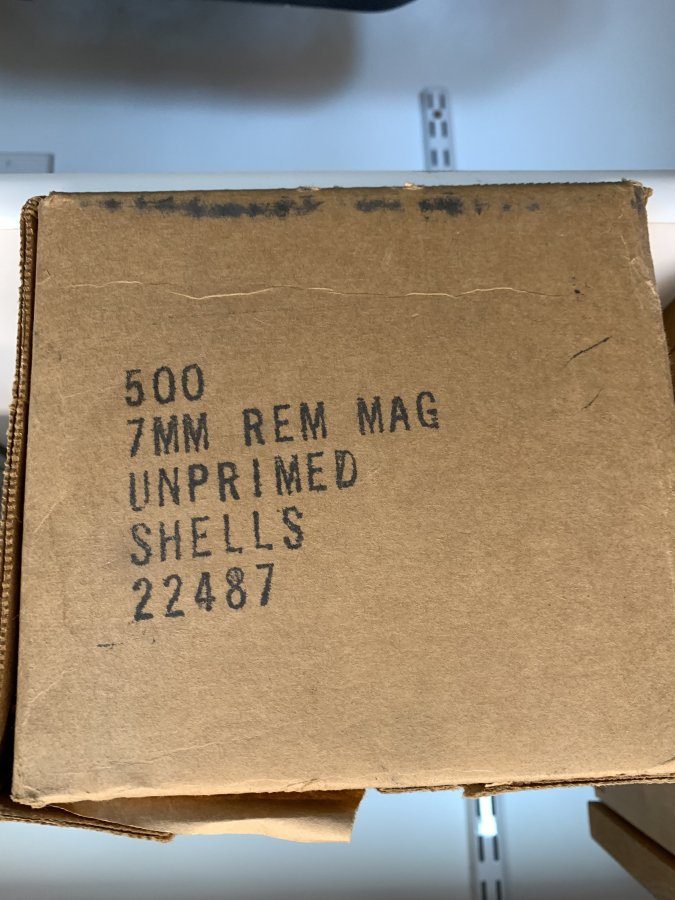 500
7MM REM MAG
UNPRIMED
SHELLS
22487